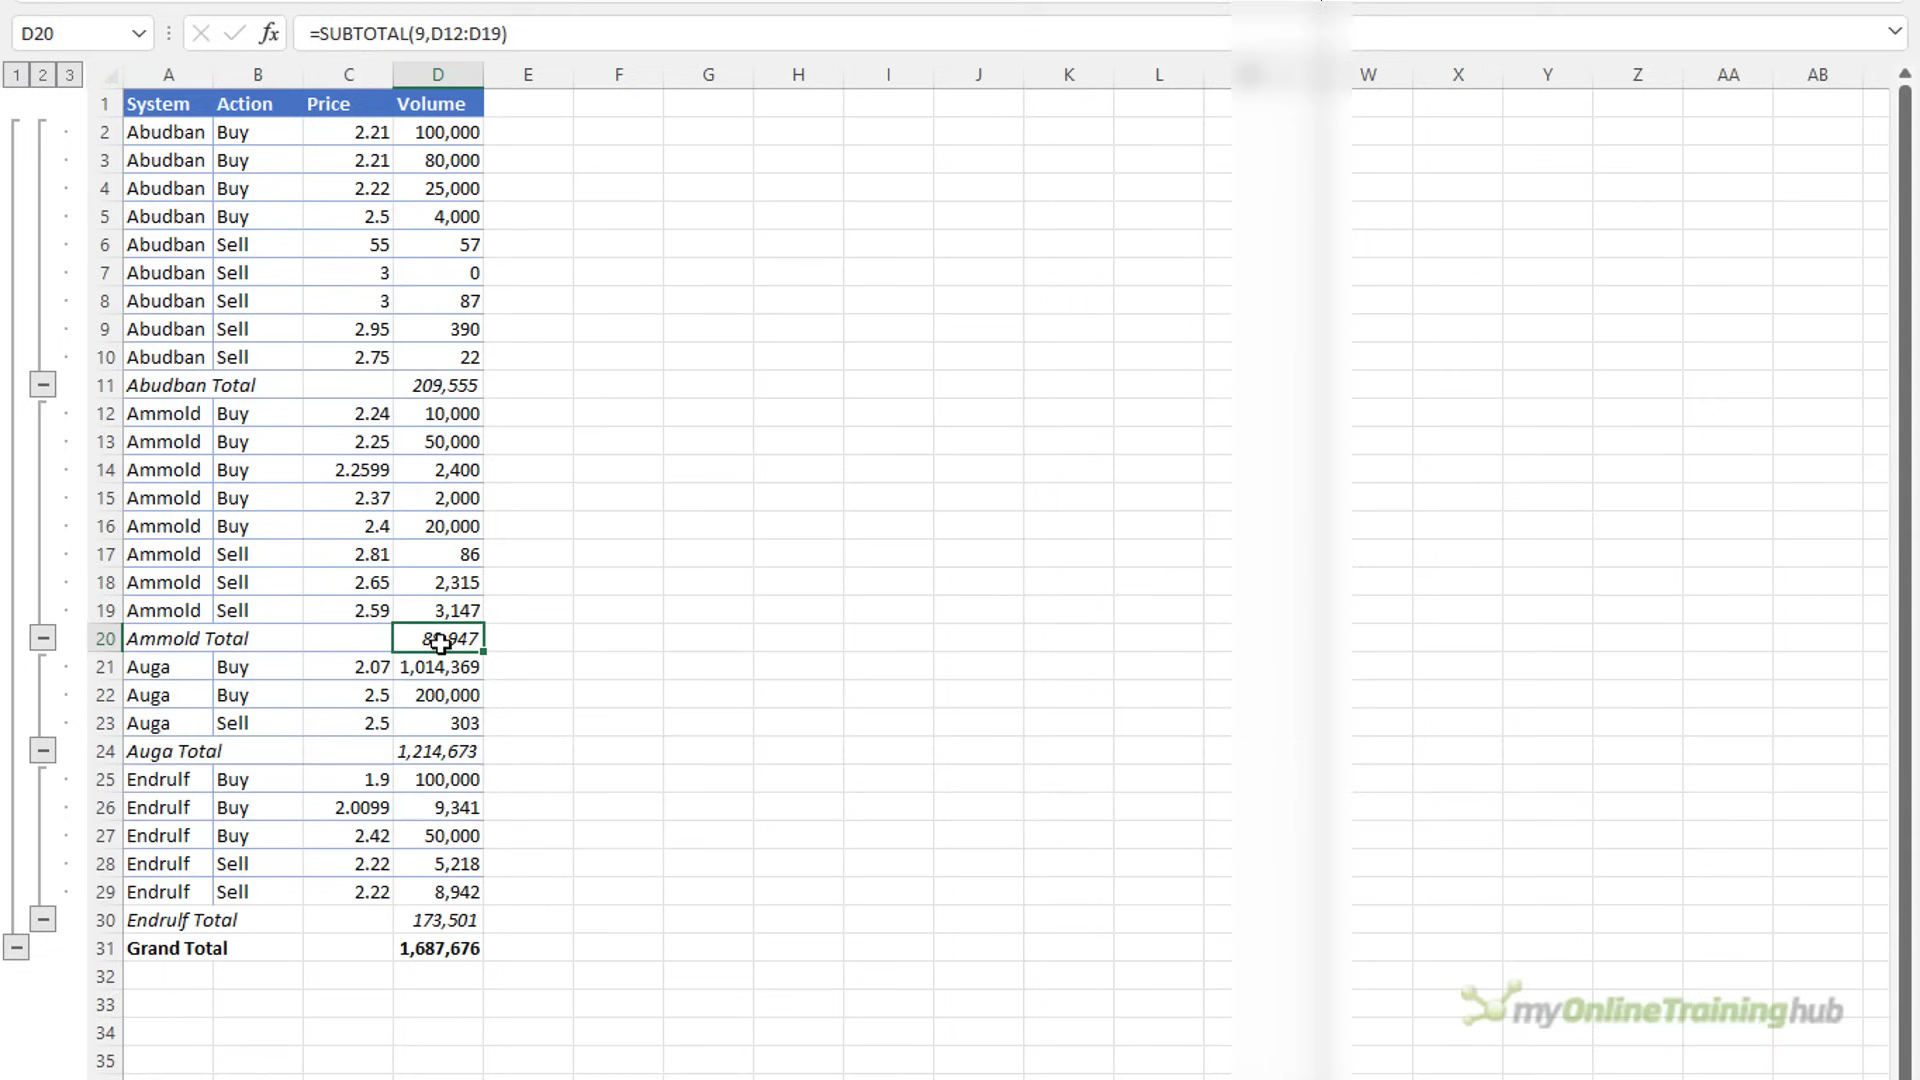 D20 =SUBTOTAL(9,D12:D19)
1 2 3 A B C D E F G H I J K L W X Y Z AA AB
1 System Action Price Volume
2 Abudban Buy 2.21 100,000
3 Abudban Buy 2.21 80,000
4 Abudban Buy 2.22 25,000
5 Abudban Buy 2.5 4,000
6 Abudban Sell 55 57
7 Abudban Sell 3 0
8 Abudban Sell 3 87
9 Abudban Sell 2.95 390
10 Abudban Sell 2.75 22
11 Abudban Total 209,555
12 Ammold Buy 2.24 10,000
13 Ammold Buy 2.25 50,000
14 Ammold Buy 2.2599 2,400
15 Ammold Buy 2.37 2,000
16 Ammold Buy 2.4 20,000
17 Ammold Sell 2.81 86
18 Ammold Sell 2.65 2,315
19 Ammold Sell 2.59 3,147
20 Ammold Total
21 Auga Buy 2.07 1,014,369
22 Auga Buy 2.5 200,000
23 Auga Sell 2.5 303
24 Auga Total 1,214,673
25 Endrulf Buy 1.9 100,000
26 Endrulf Buy 2.0099 9,341
27 Endrulf Buy 2.42 50,000
28 Endrulf Sell 2.22 5,218
29 Endrulf Sell 2.22 8,942
30 Endrulf Total 173,501
31 Grand Total 1,687,676
32
33
34
35
myOnlineTraininghub